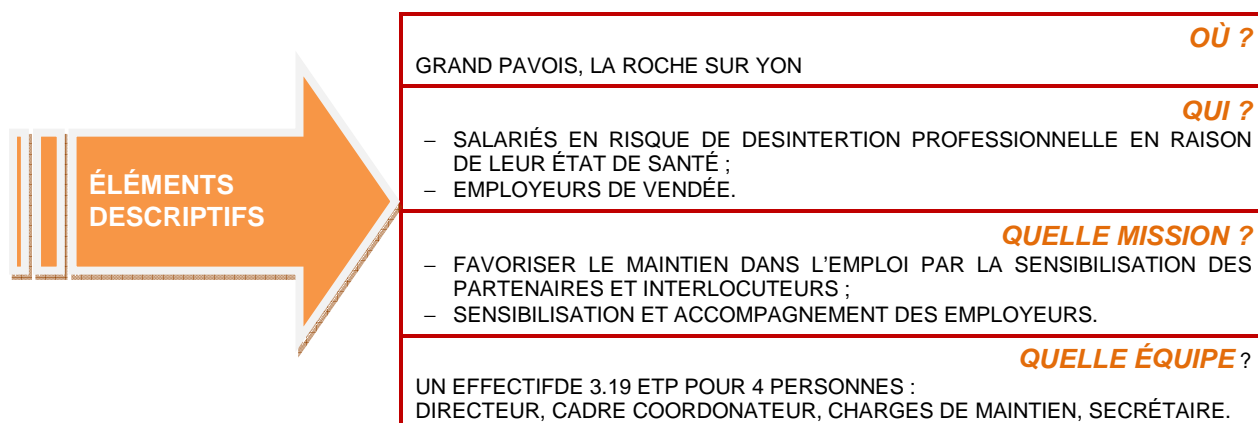 ÉLÉMENTS
DESCRIPTIFS
OÙ ?
GRAND PAVOIS, LA ROCHE SUR YON
QUI ?
– SALARIÉS EN RISQUE DE DESINTERTION PROFESSIONNELLE EN RAISON
DE LEUR ÉTAT DE SANTÉ ;
– EMPLOYEURS DE VENDÉE.
QUELLE MISSION ?
– FAVORISER LE MAINTIEN DANS L'EMPLOI PAR LA SENSIBILISATION DES
PARTENAIRES ET INTERLOCUTEURS ;
– SENSIBILISATION ET ACCOMPAGNEMENT DES EMPLOYEURS.
QUELLE ÉQUIPE ?
UN EFFECTIFDE 3.19 ETP POUR 4 PERSONNES :
DIRECTEUR, CADRE COORDONATEUR, CHARGES DE MAINTIEN, SECRÉTAIRE.